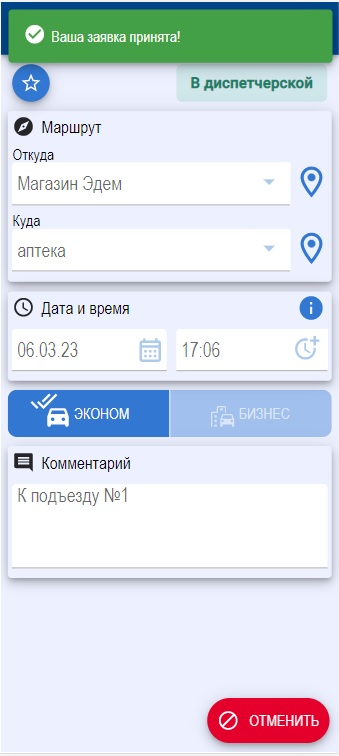 Ваша заявка принята!
В диспетчерской
Маршрут
Откуда
Магазин Эдем
Куда
аптека
Дата и время
06.03.23
17:06
ЭКОНОМ
БИЗНЕС
Комментарий
К подъезду №1
ОТМЕНИТЬ